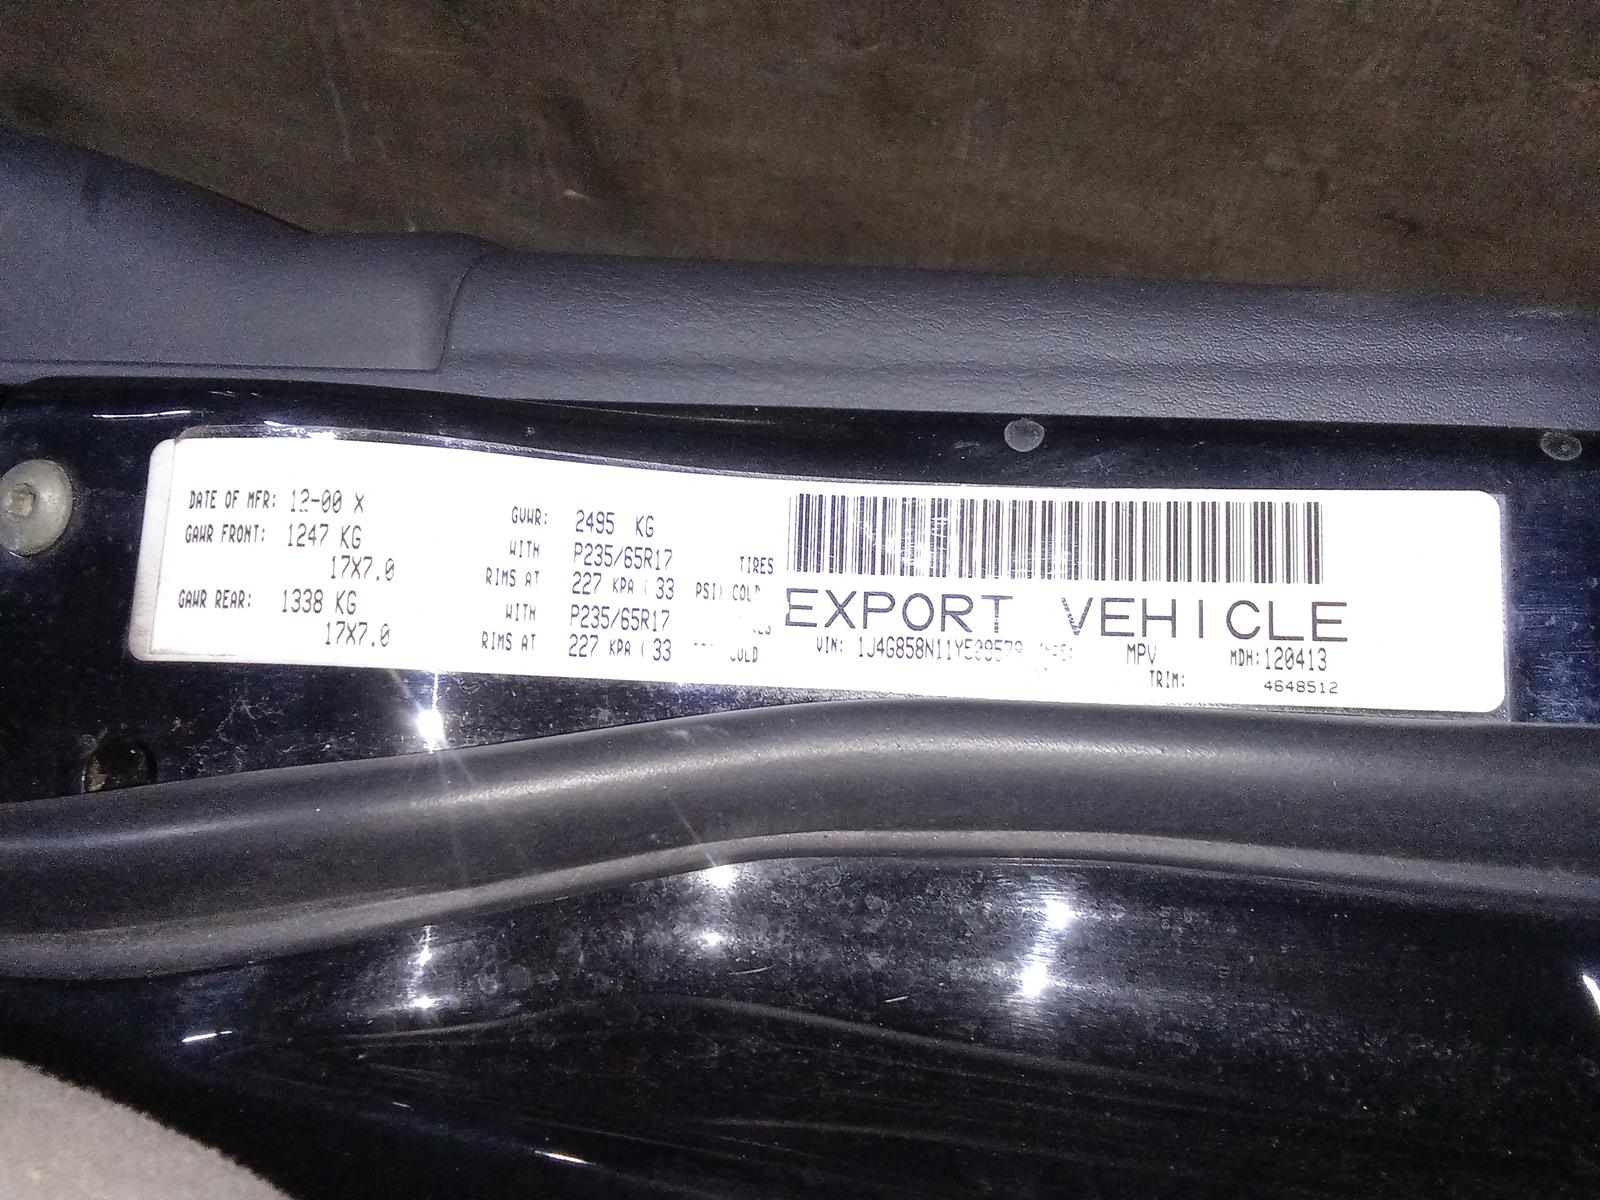 DATE OF MFR: 12-00 X
GAWR FRONT: 1247 KG
17X7.0
GAWR REAR: 1338 KG
17X7.0
GVWR: 2495 KG
WITH P235/65R17 TIRES
RIMS AT 227 KPA ( 33 PSI) COLD
WITH P235/65R17
RIMS AT 227 KPA ( 33 COLD
EXPORT VEHICLE
VIN: MPV MDH: 120413
TRIM: 4648512